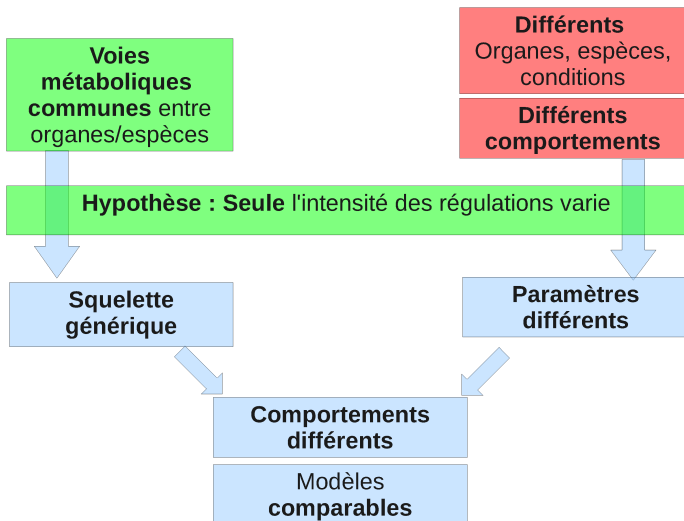 Voies
métaboliques
communes entre
organes/espèces
Différents
Organes, espèces,
conditions
Différents
comportements
Hypothèse : Seule l'intensité des régulations varie
Squelette
générique
Paramètres
différents
Comportements
différents
Modèles
comparables